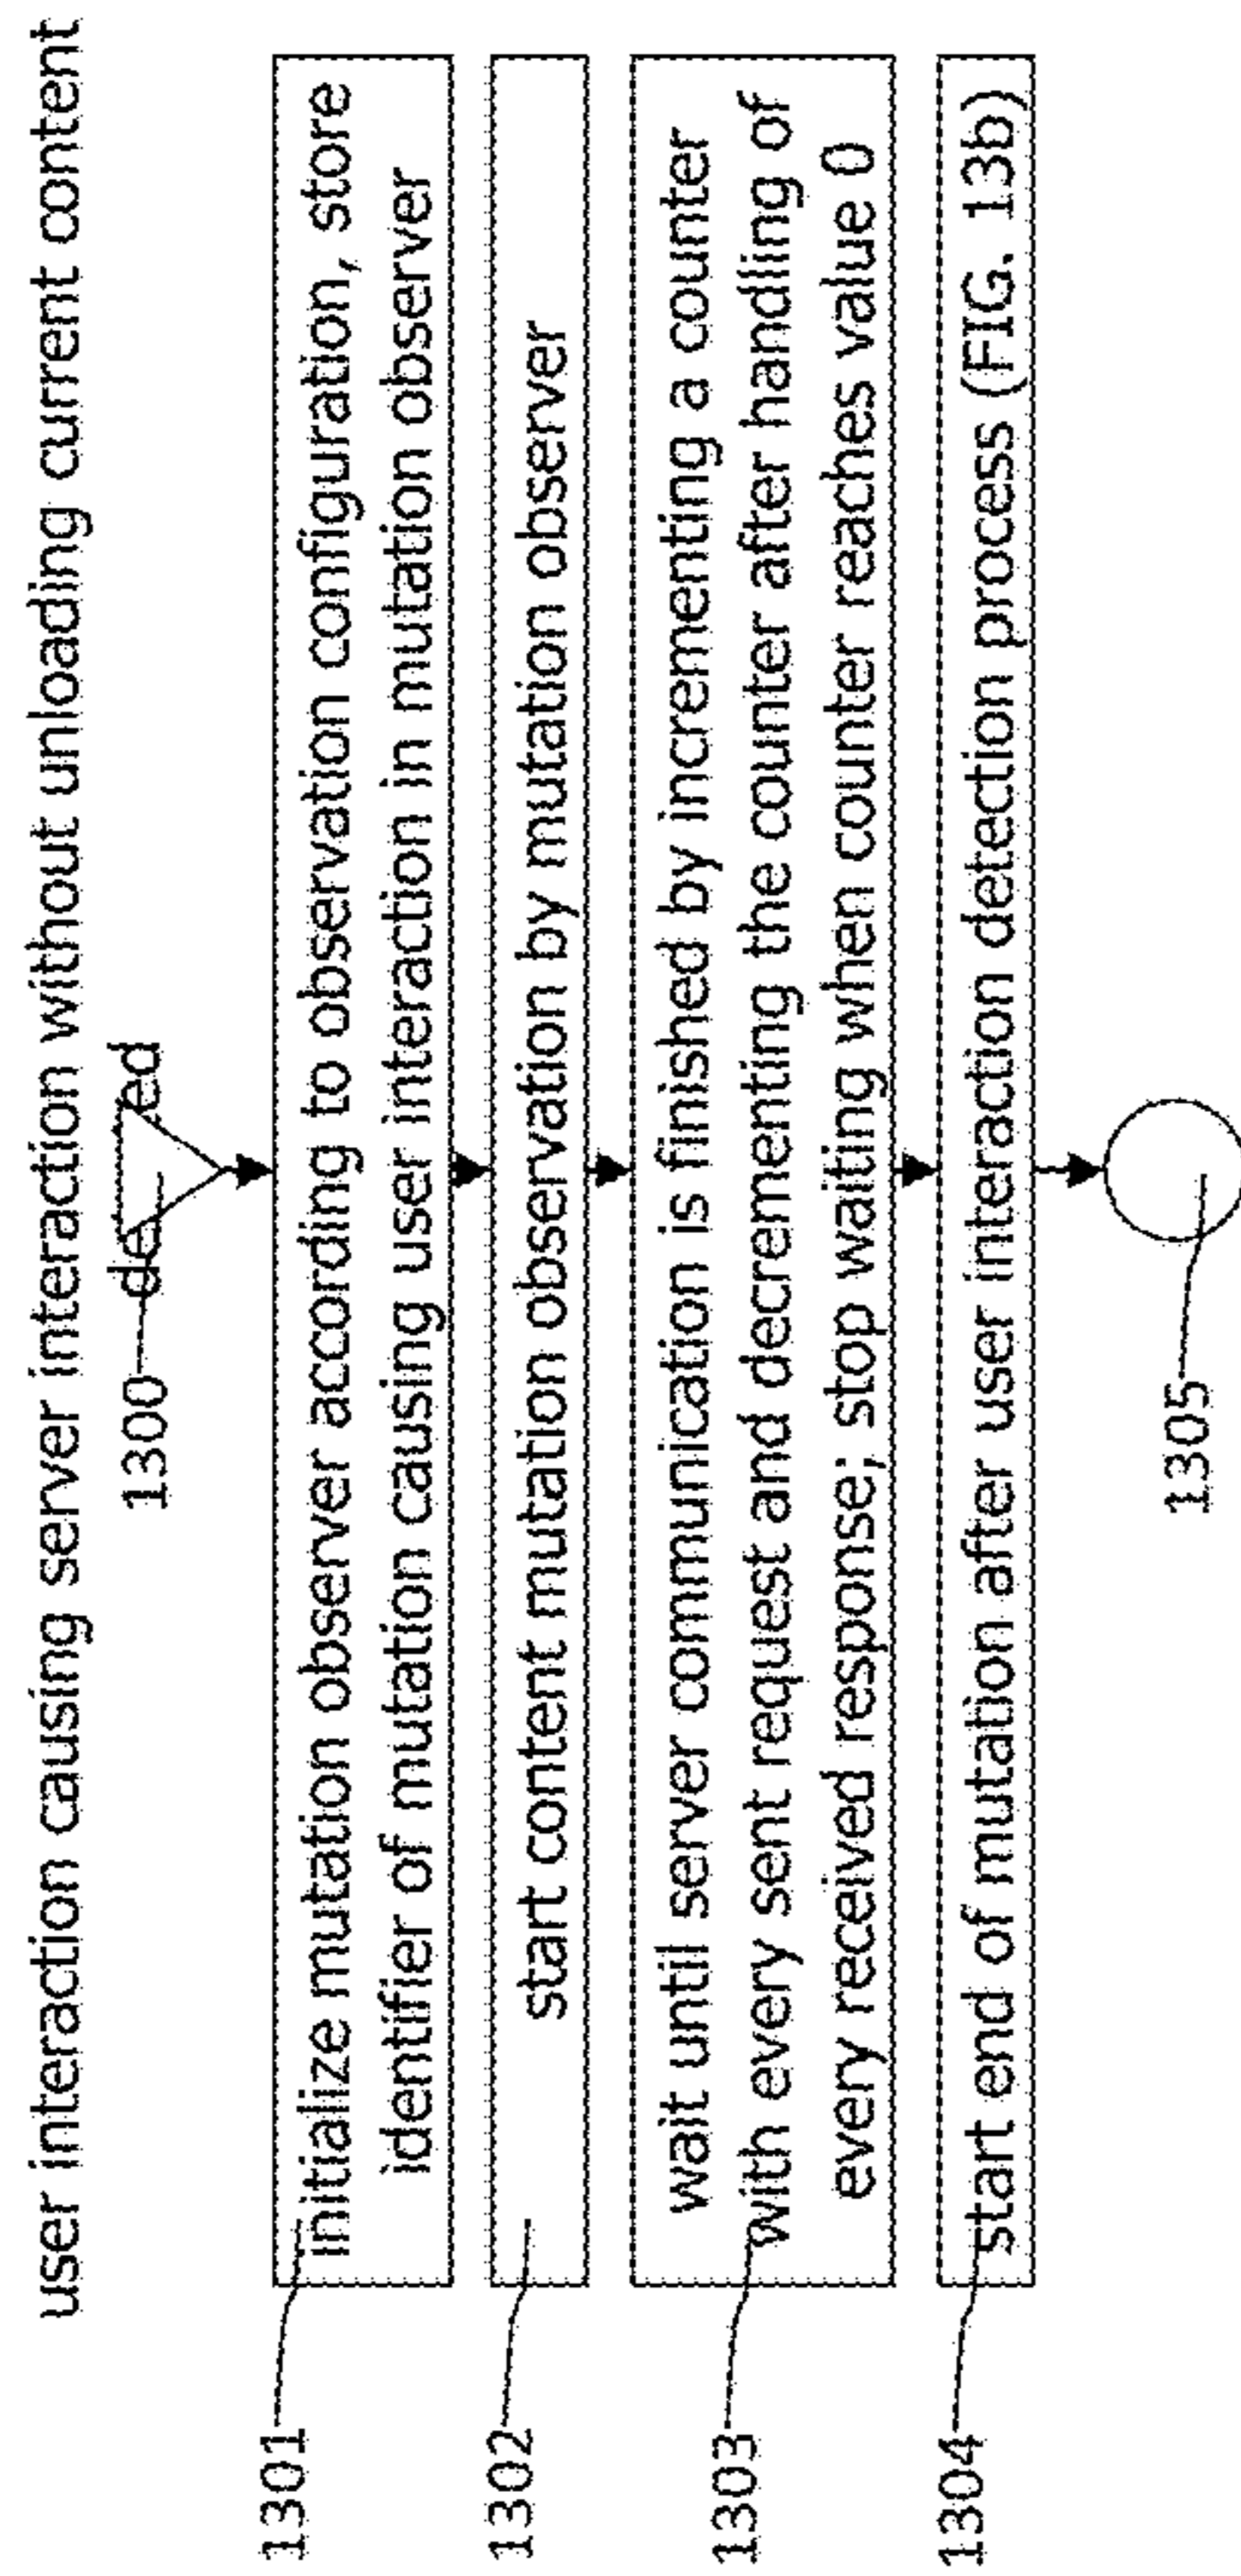 user interaction causing server interaction without unloading current content
1300
1301
initialize mutation observer according to observation configuration, store
identifier of mutation causing user interaction in mutation observer
1302
start content mutation observation by mutation observer
1303
wait until server communication is finished by incrementing a counter
with every sent request and decrementing the counter after handling of
every received response; stop waiting when counter reaches value 0
1304
start end of mutation after user interaction detection process (FIG. 13b)
1305